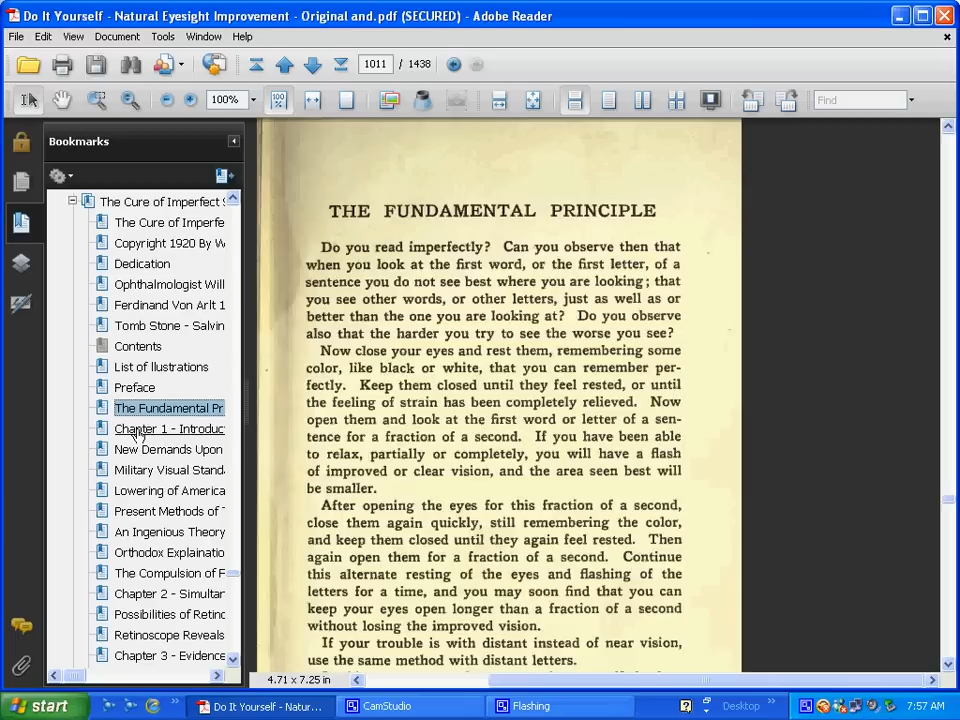 Do It Yourself - Natural Eyesight Improvement - Original and.pdf (SECURED) - Adobe Reader
File Edit View Document Tools Window Help
1011 / 1438
100% 100% Find
Bookmarks
The Cure of Imperfect S
The Cure of Imperfe
Copyright 1920 By W
Dedication
Ophthalmologist Will
Ferdinand Von Arlt 1
Tomb Stone - Salvin
Contents
List of llustrations
Preface
The Fundamental Pr
Chapter 1 - Introduc
New Demands Upon
Military Visual Standa
Lowering of America
Present Methods of T
An Ingenious Theory
Orthodox Explainatio
The Compulsion of F
Chapter 2 - Simultan
Possibilities of Retino
Retinoscope Reveals
Chapter 3 - Evidence
THE FUNDAMENTAL PRINCIPLE
Do you read imperfectly? Can you observe then that
when you look at the first word, or the first letter, of a
sentence you do not see best where you are looking; that
you see other words, or other letters, just as well as or
better than the one you are looking at? Do you observe
also that the harder you try to see the worse you see?
Now close your eyes and rest them, remembering some
color, like black or white, that you can remember per-
fectly. Keep them closed until they feel rested, or until
the feeling of strain has been completely relieved. Now
open them and look at the first word or letter of a sen-
tence for a fraction of a second. If you have been able
to relax, partially or completely, you will have a flash
of improved or clear vision, and the area seen best will
be smaller.
After opening the eyes for this fraction of a second,
close them again quickly, still remembering the color,
and keep them closed until they again feel rested. Then
again open them for a fraction of a second. Continue
this alternate resting of the eyes and flashing of the
letters for a time, and you may soon find that you can
keep your eyes open longer than a fraction of a second
without losing the improved vision.
If your trouble is with distant instead of near vision,
use the same method with distant letters.
4.71 x 7.25 in
start Do It Yourself - Natur... CamStudio Flashing Desktop 7:57 AM